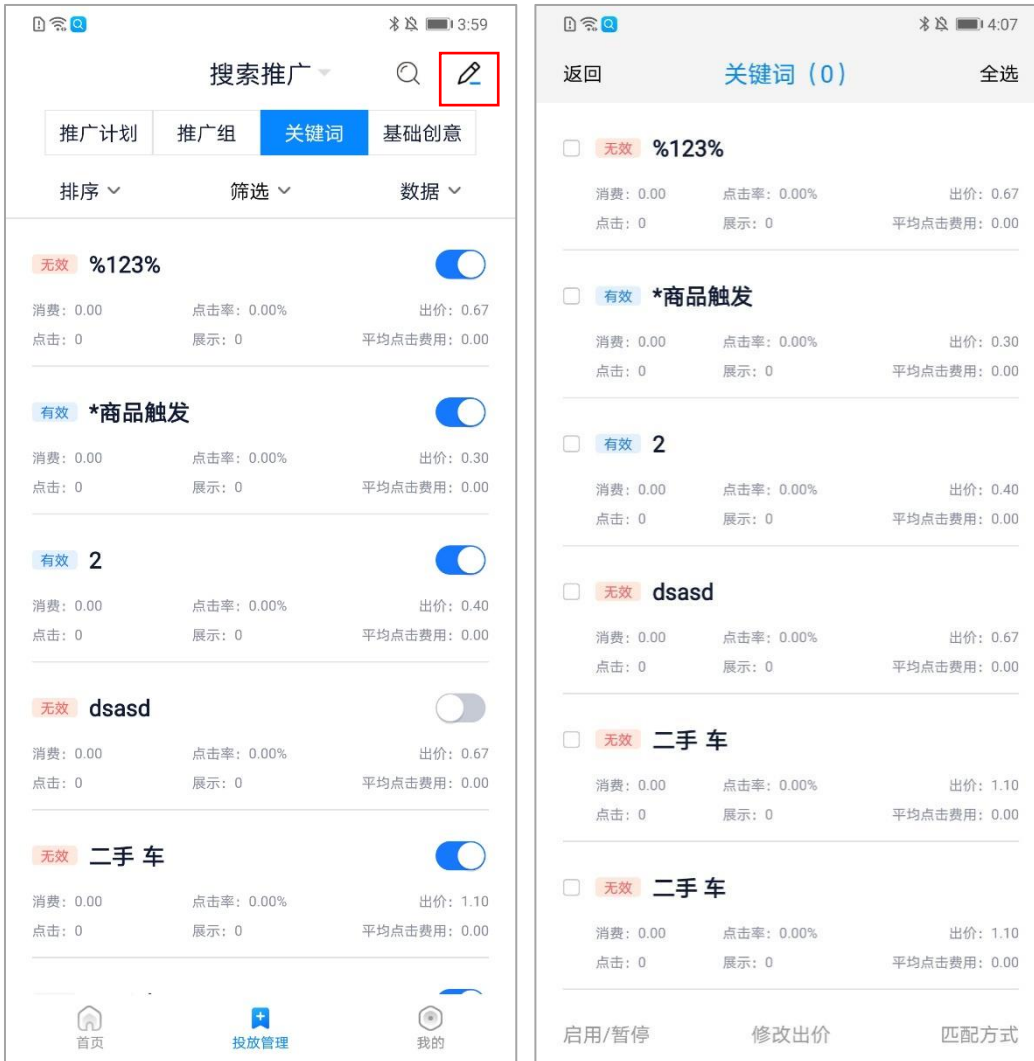 3:59
搜索推广
推广计划 推广组 关键词 基础创意
排序 筛选 数据
无效 %123%
消费：0.00 点击率：0.00% 出价：0.67
点击：0 展示：0 平均点击费用：0.00
有效 *商品触发
消费：0.00 点击率：0.00% 出价：0.30
点击：0 展示：0 平均点击费用：0.00
有效 2
消费：0.00 点击率：0.00% 出价：0.40
点击：0 展示：0 平均点击费用：0.00
无效 dsasd
消费：0.00 点击率：0.00% 出价：0.67
点击：0 展示：0 平均点击费用：0.00
无效 二手 车
消费：0.00 点击率：0.00% 出价：1.10
点击：0 展示：0 平均点击费用：0.00
首页 投放管理 我的
4:07
返回 关键词（0） 全选
无效 %123%
消费：0.00 点击率：0.00% 出价：0.67
点击：0 展示：0 平均点击费用：0.00
有效 *商品触发
消费：0.00 点击率：0.00% 出价：0.30
点击：0 展示：0 平均点击费用：0.00
有效 2
消费：0.00 点击率：0.00% 出价：0.40
点击：0 展示：0 平均点击费用：0.00
无效 dsasd
消费：0.00 点击率：0.00% 出价：0.67
点击：0 展示：0 平均点击费用：0.00
无效 二手 车
消费：0.00 点击率：0.00% 出价：1.10
点击：0 展示：0 平均点击费用：0.00
无效 二手 车
消费：0.00 点击率：0.00% 出价：1.10
点击：0 展示：0 平均点击费用：0.00
启用/暂停 修改出价 匹配方式